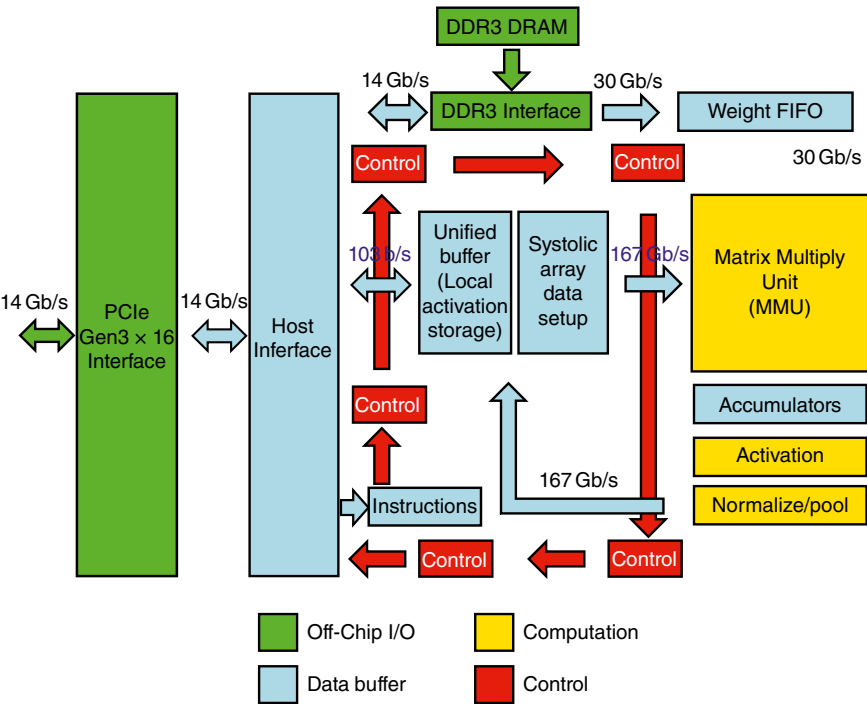 DDR3 DRAM
14 Gb/s
30 Gb/s
DDR3 Interface
Weight FIFO
Control
Control
30 Gb/s
Unified
buffer
(Local
activation
storage)
Systolic
array
data
setup
103 b/s
167 Gb/s
Matrix Multiply
Unit
(MMU)
14 Gb/s
PCIe
Gen3 × 16
Interface
14 Gb/s
Host
Inferface
Control
Accumulators
Activation
167 Gb/s
Instructions
Normalize/pool
Control
Control
Off-Chip I/O
Computation
Data buffer
Control